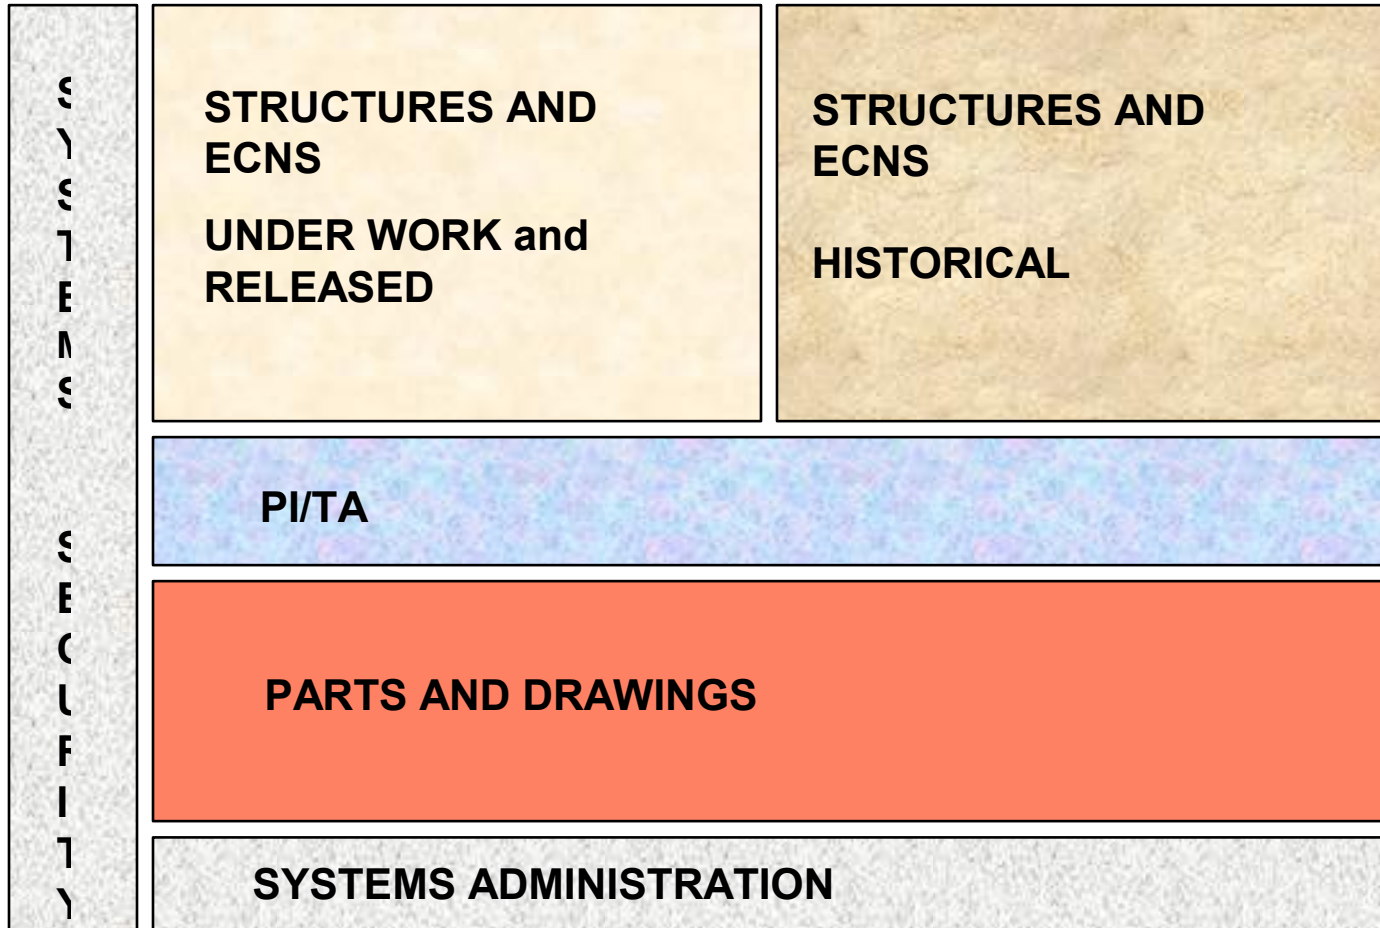 SYSTEMS SECURITY
STRUCTURES AND
ECNS
UNDER WORK and
RELEASED
STRUCTURES AND
ECNS
HISTORICAL
PI/TA
PARTS AND DRAWINGS
SYSTEMS ADMINISTRATION